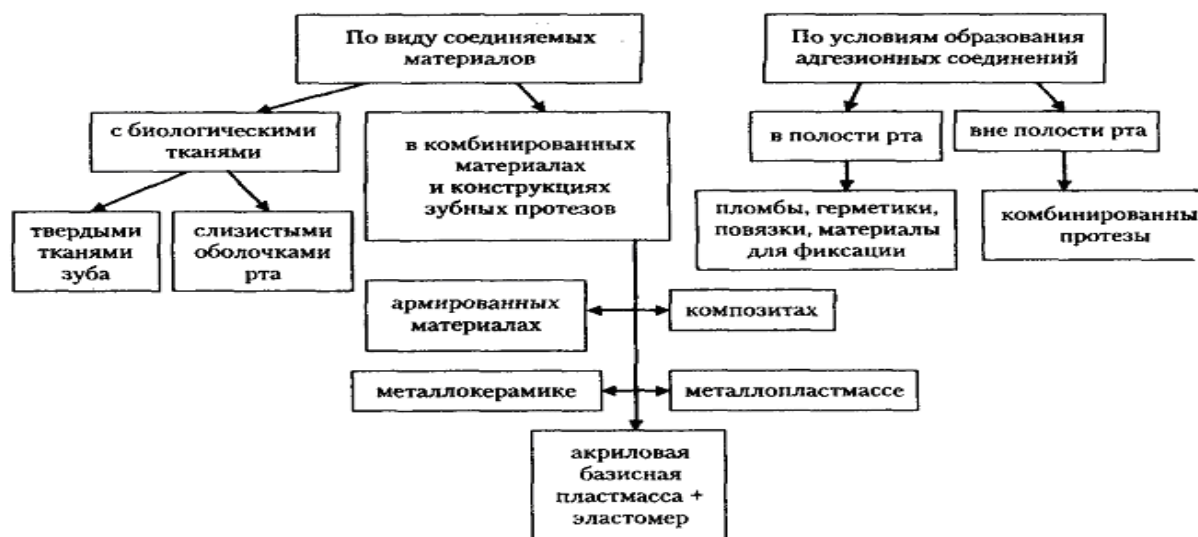 По виду соединяемых
материалов
По условиям образования
адгезионных соединений
с биологическими
тканями
в комбинированных
материалах
и конструкциях
зубных протезов
в полости рта
вне полости рта
твердыми
тканями
зуба
слизистыми
оболочками
рта
пломбы, герметики,
повязки, материалы
для фиксации
комбинированны
протезы
армированных
материалах
композитах
металлокерамике
металлопластмассе
акриловая
базисная
пластмасса +
эластомер